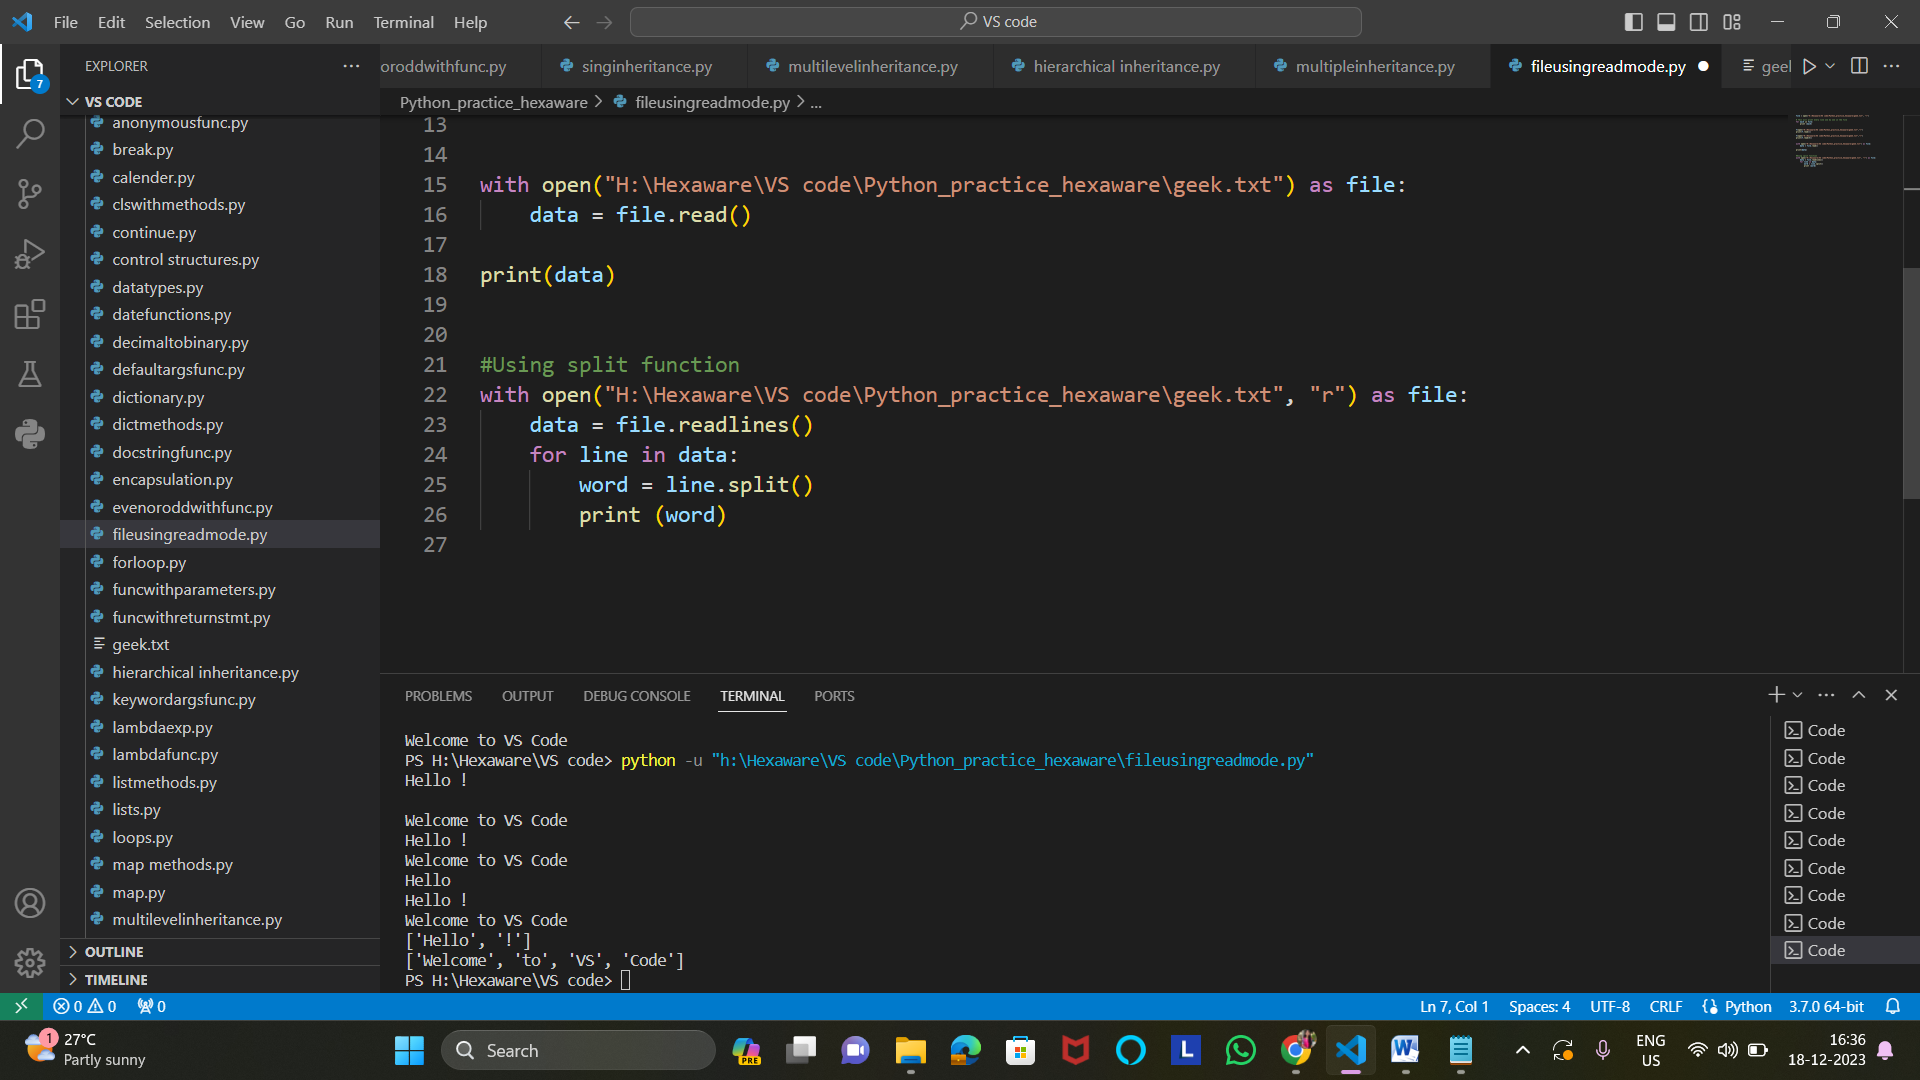 File Edit Selection View Go Run Terminal Help
VS code
EXPLORER
oroddwithfunc.py singinheritance.py multilevelinheritance.py hierarchical inheritance.py multipleinheritance.py fileusingreadmode.py geel
7
VS CODE
Python_practice_hexaware > fileusingreadmode.py > ...
anonymousfunc.py
break.py
calender.py
clswithmethods.py
continue.py
control structures.py
datatypes.py
datefunctions.py
decimaltobinary.py
defaultargsfunc.py
dictionary.py
dictmethods.py
docstringfunc.py
encapsulation.py
evenoroddwithfunc.py
fileusingreadmode.py
forloop.py
funcwithparameters.py
funcwithreturnstmt.py
geek.txt
hierarchical inheritance.py
keywordargsfunc.py
lambdaexp.py
lambdafunc.py
listmethods.py
lists.py
loops.py
map methods.py
map.py
multilevelinheritance.py
OUTLINE
TIMELINE
13
14
15 with open("H:\Hexaware\VS code\Python_practice_hexaware\geek.txt") as file:
16 data = file.read()
17
18 print(data)
19
20
21 #Using split function
22 with open("H:\Hexaware\VS code\Python_practice_hexaware\geek.txt", "r") as file:
23 data = file.readlines()
24 for line in data:
25 word = line.split()
26 print (word)
27
PROBLEMS OUTPUT DEBUG CONSOLE TERMINAL PORTS
Welcome to VS Code
PS H:\Hexaware\VS code> python -u "h:\Hexaware\VS code\Python_practice_hexaware\fileusingreadmode.py"
Hello !
Welcome to VS Code
Hello !
Welcome to VS Code
Hello
Hello !
Welcome to VS Code
['Hello', '!']
['Welcome', 'to', 'VS', 'Code']
PS H:\Hexaware\VS code>
Code
Code
Code
Code
Code
Code
Code
Code
Code
0 0 0 Ln 7, Col 1 Spaces: 4 UTF-8 CRLF Python 3.7.0 64-bit
1
27°C
Partly sunny
Search
PRE
L
W
ENG
US
16:36
18-12-2023